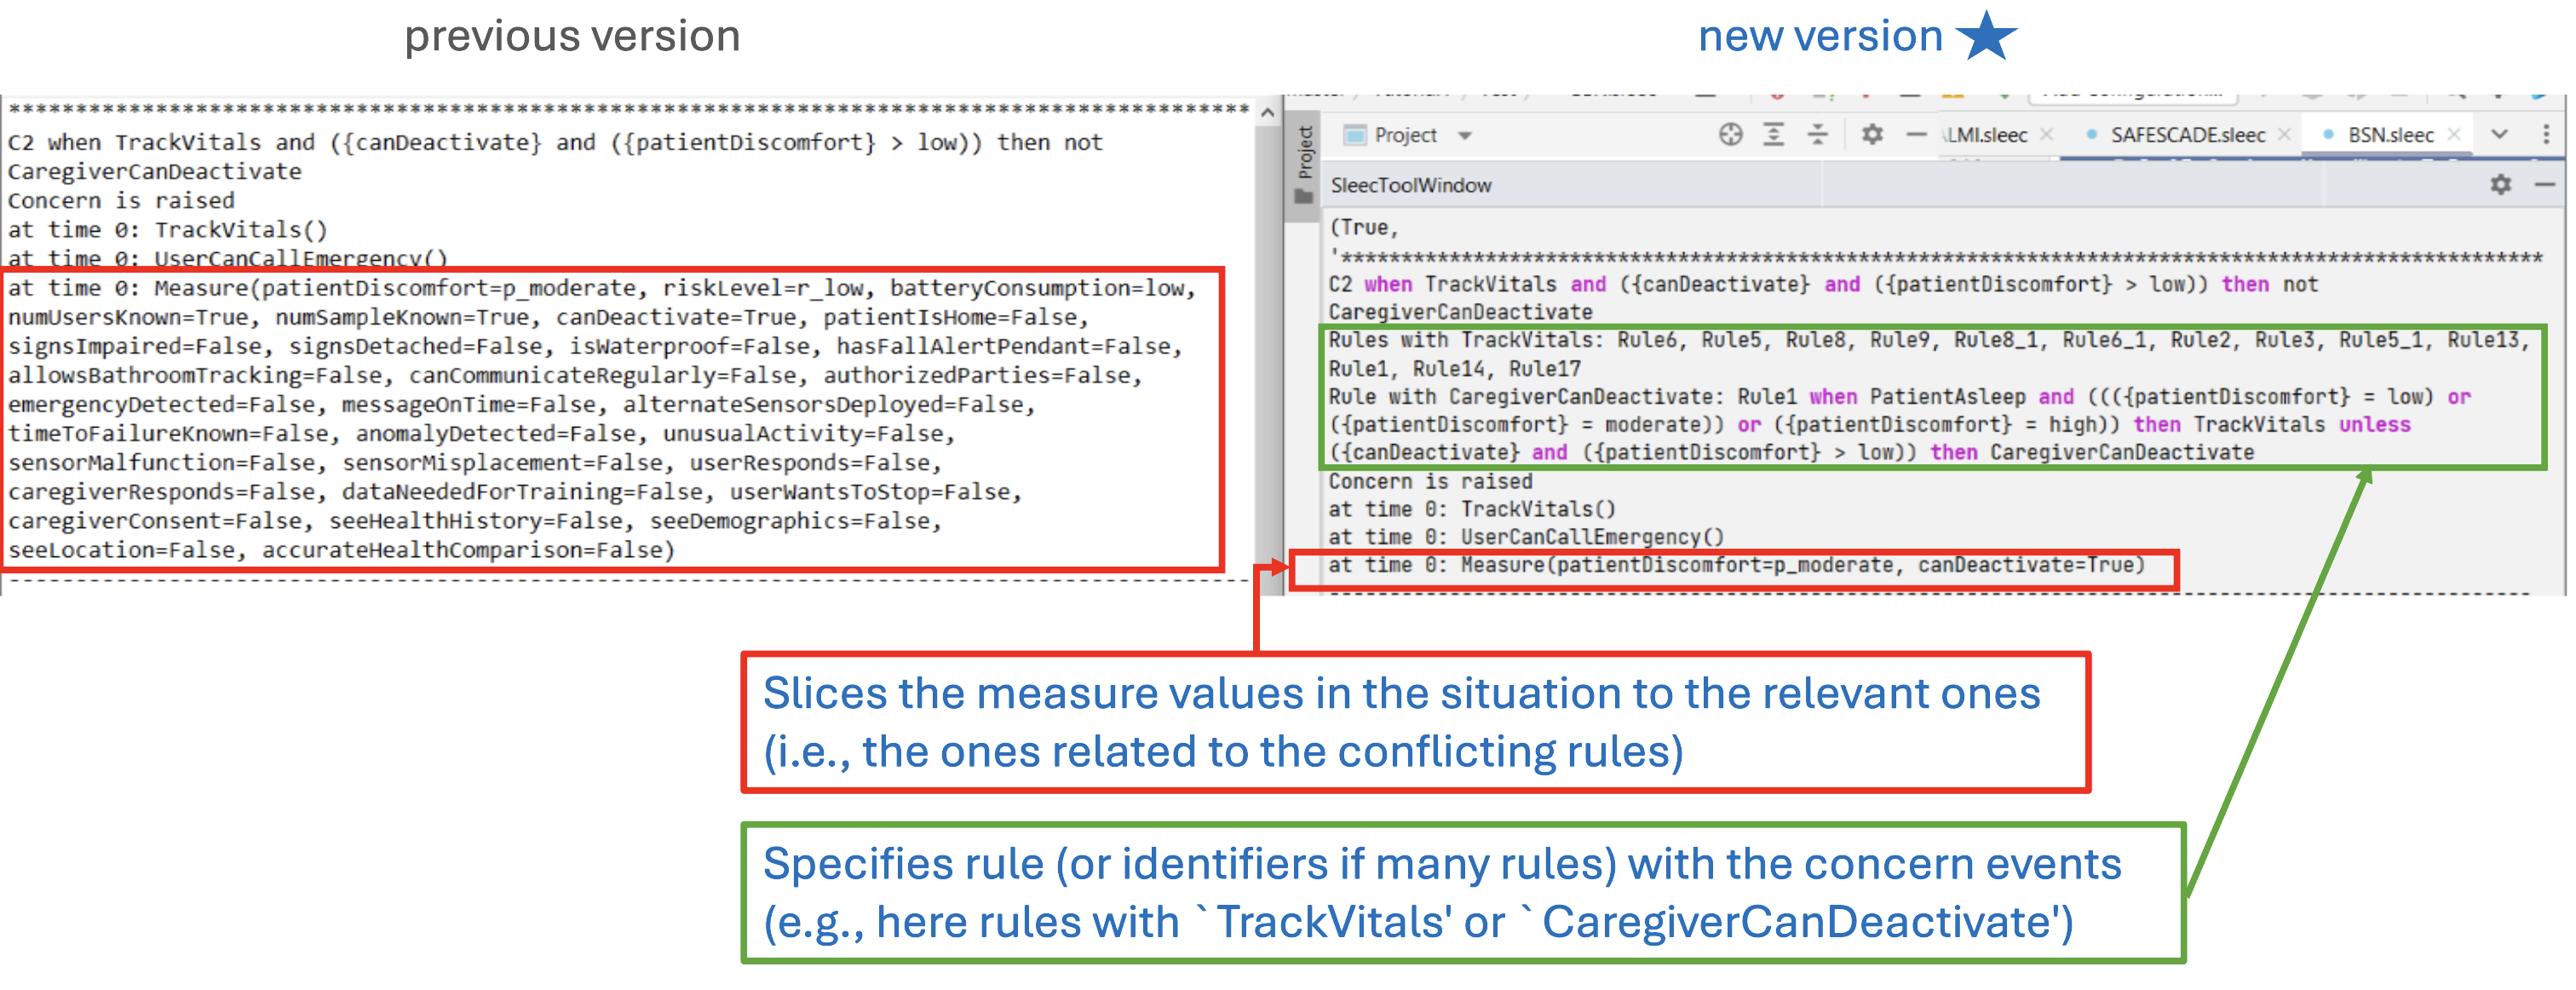 previous version
new version
********************************************************************************************
C2 when TrackVitals and ({canDeactivate} and ({patientDiscomfort} > low)) then not
CaregiverCanDeactivate
Concern is raised
at time 0: TrackVitals()
at time 0: UserCanCallEmergency()
at time 0: Measure(patientDiscomfort=p_moderate, riskLevel=r_low, batteryConsumption=low,
numUsersKnown=True, numSampleKnown=True, canDeactivate=True, patientIsHome=False,
signsImpaired=False, signsDetached=False, isWaterproof=False, hasFallAlertPendant=False,
allowsBathroomTracking=False, canCommunicateRegularly=False, authorizedParties=False,
emergencyDetected=False, messageOnTime=False, alternateSensorsDeployed=False,
timeToFailureKnown=False, anomalyDetected=False, unusualActivity=False,
sensorMalfunction=False, sensorMisplacement=False, userResponds=False,
caregiverResponds=False, dataNeededForTraining=False, userWantsToStop=False,
caregiverConsent=False, seeHealthHistory=False, seeDemographics=False,
seeLocation=False, accurateHealthComparison=False)
Project
Project
LMI.sleec
SAFESCADE.sleec
BSN.sleec
SleecToolWindow
(True,
'********************************************************************************************
C2 when TrackVitals and ({canDeactivate} and ({patientDiscomfort} > low)) then not
CaregiverCanDeactivate
Rules with TrackVitals: Rule6, Rule5, Rule8, Rule9, Rule8_1, Rule6_1, Rule2, Rule3, Rule5_1, Rule13,
Rule1, Rule14, Rule17
Rule with CaregiverCanDeactivate: Rule1 when PatientAsleep and ((({patientDiscomfort} = low) or
({patientDiscomfort} = moderate)) or ({patientDiscomfort} = high)) then TrackVitals unless
({canDeactivate} and ({patientDiscomfort} > low)) then CaregiverCanDeactivate
Concern is raised
at time 0: TrackVitals()
at time 0: UserCanCallEmergency()
at time 0: Measure(patientDiscomfort=p_moderate, canDeactivate=True)
Slices the measure values in the situation to the relevant ones
(i.e., the ones related to the conflicting rules)
Specifies rule (or identifiers if many rules) with the concern events
(e.g., here rules with `TrackVitals' or `CaregiverCanDeactivate')